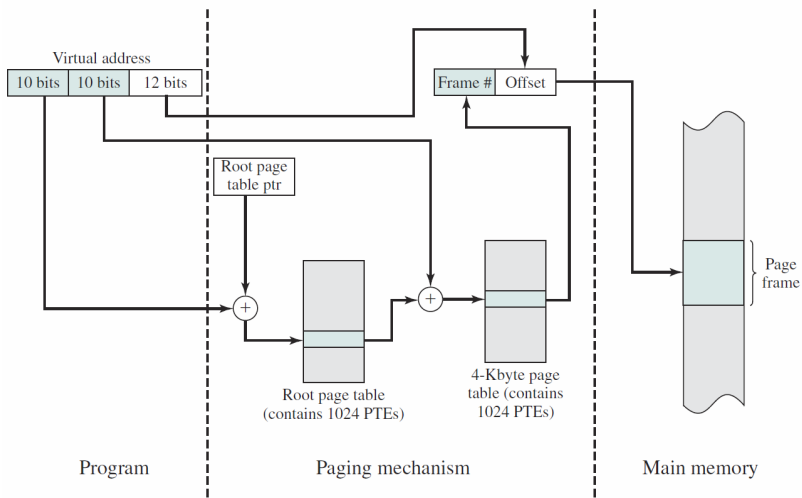 Virtual address
10 bits
10 bits
12 bits
Frame #
Offset
Root page
table ptr
+
+
Root page table
(contains 1024 PTEs)
4-Kbyte page
table (contains
1024 PTEs)
Page
frame
Program
Paging mechanism
Main memory